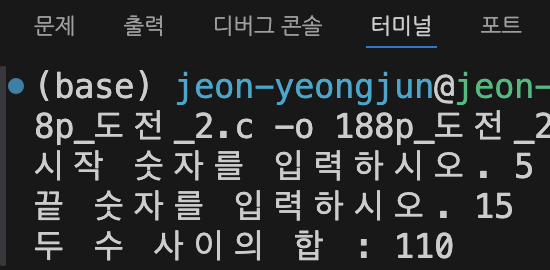 문제 출력 디버그 콘솔 터미널 포트
(base) jeon-yeongjun@jeon-
8p_도전_2.c -o 188p_도전_2
시작 숫자를 입력하시오. 5
끝 숫자를 입력하시오. 15
두 수 사이의 합 : 110